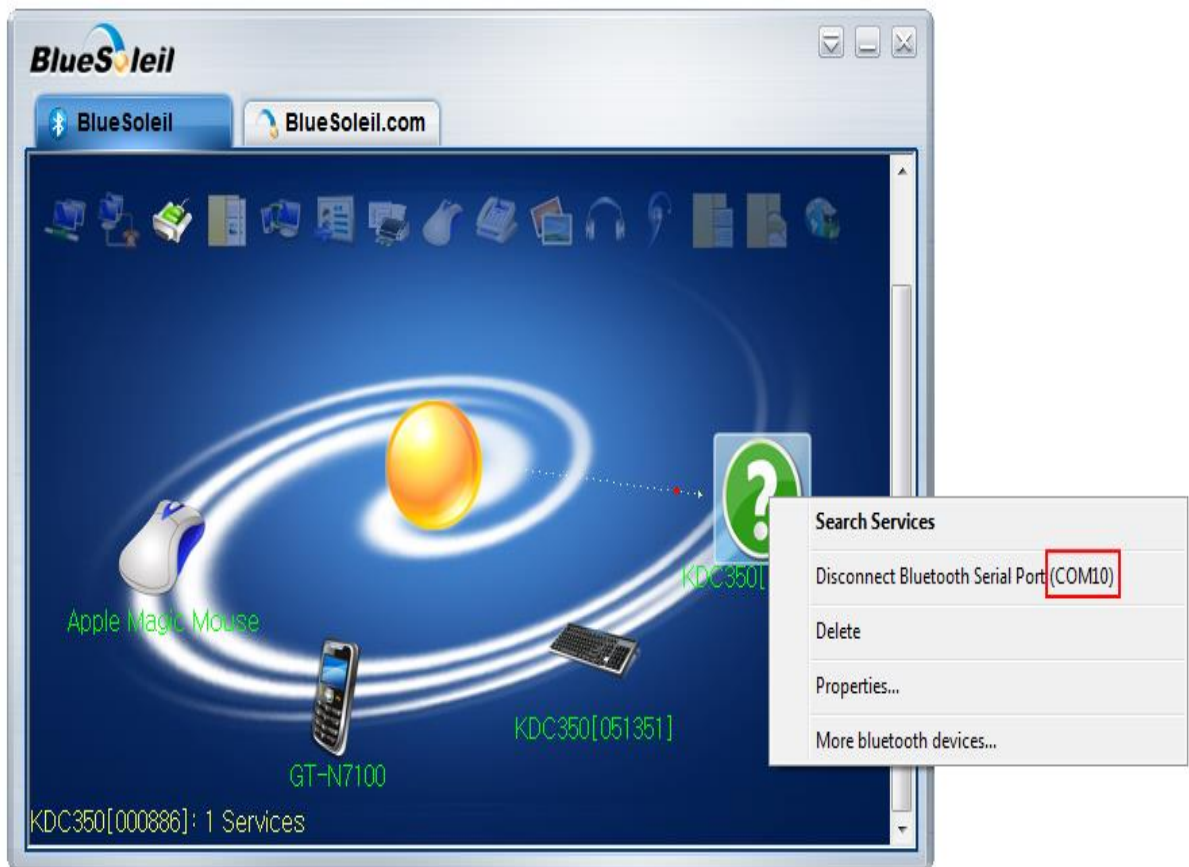 BlueSoleil
BlueSoleil
BlueSoleil.com
KDC350[
Search Services
Disconnect Bluetooth Serial Port (COM10)
Delete
Properties...
More bluetooth devices...
Apple Magic Mouse
KDC350[051351]
GT-N7100
KDC350[000886]: 1 Services